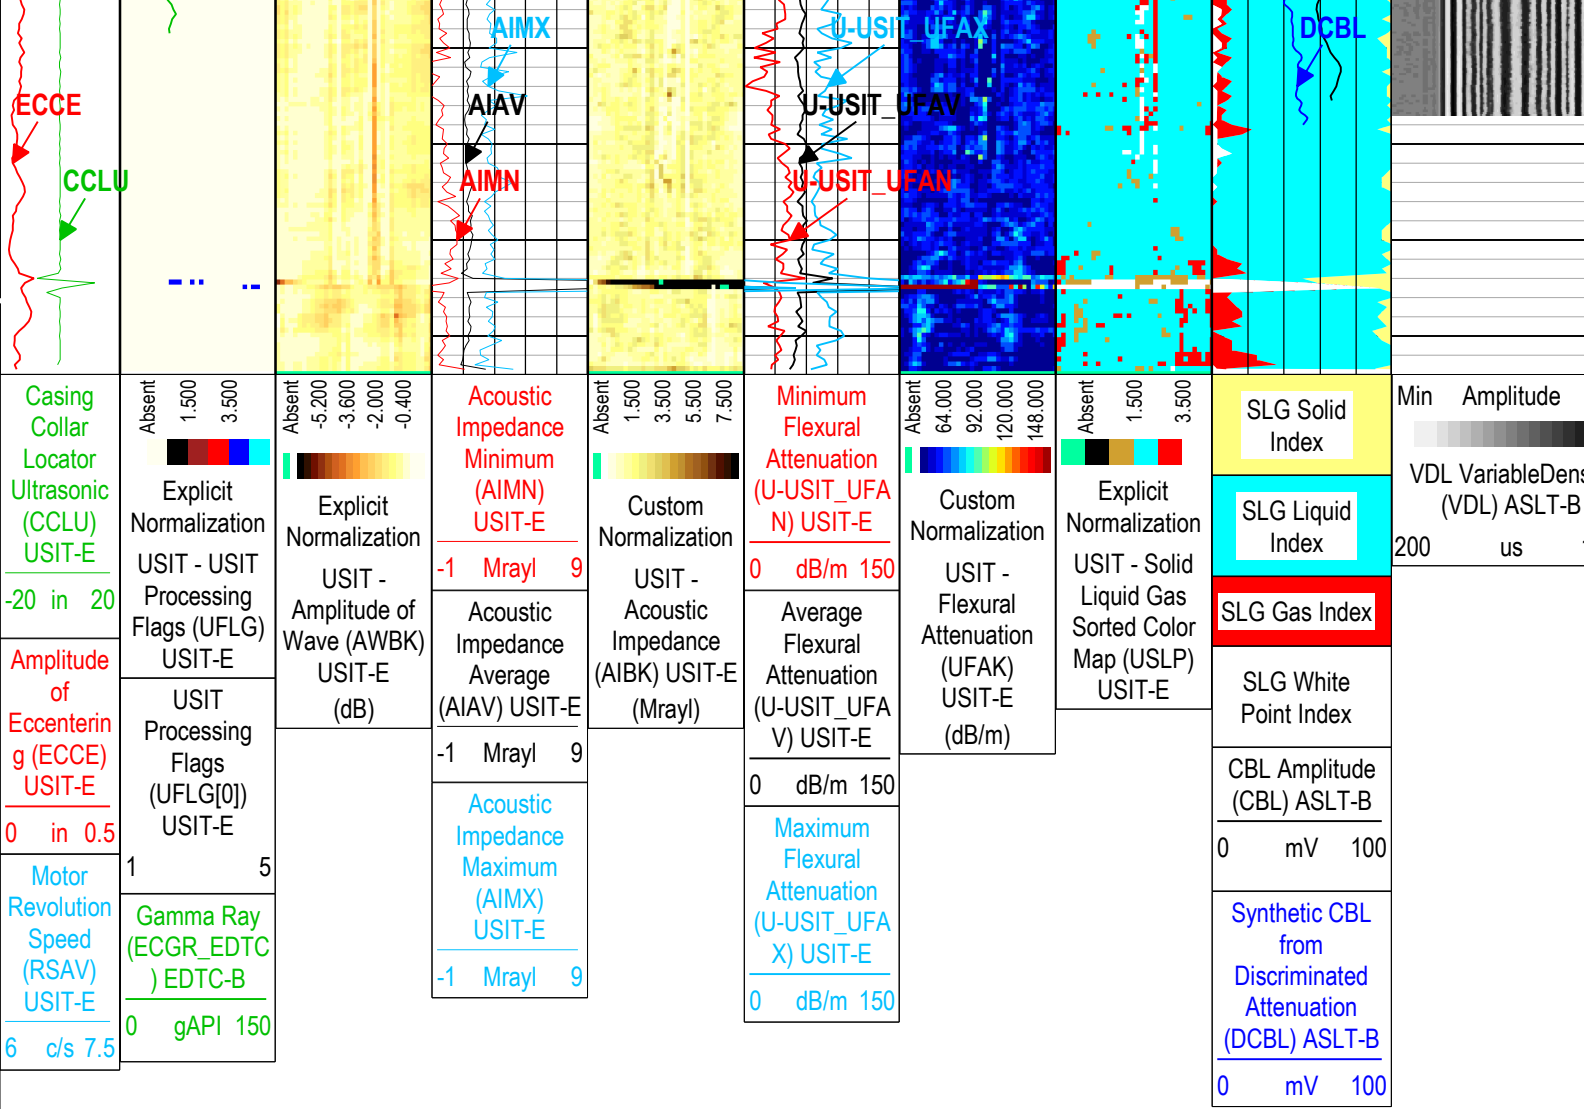 AIMX
U-USIT_UFAX
DCBL
ECCE
AIAV
U-USIT_UFAV
CCLU
AIMN
U-USIT_UFAN
Casing
Collar
Locator
Ultrasonic
(CCLU)
USIT-E
-20 in 20
Amplitude
of
Eccenterin
g (ECCE)
USIT-E
0 in 0.5
Motor
Revolution
Speed
(RSAV)
USIT-E
6 c/s 7.5
Absent
1.500
3.500
Explicit
Normalization
USIT - USIT
Processing
Flags (UFLG)
USIT-E
USIT
Processing
Flags
(UFLG[0])
USIT-E
1 5
Gamma Ray
(ECGR_EDTC
) EDTC-B
0 gAPI 150
Absent
-5.200
-3.600
-2.000
-0.400
Explicit
Normalization
USIT -
Amplitude of
Wave (AWBK)
USIT-E
(dB)
Acoustic
Impedance
Minimum
(AIMN)
USIT-E
-1 Mrayl 9
Acoustic
Impedance
Average
(AIAV) USIT-E
-1 Mrayl 9
Acoustic
Impedance
Maximum
(AIMX)
USIT-E
-1 Mrayl 9
Absent
1.500
3.500
5.500
7.500
Custom
Normalization
USIT -
Acoustic
Impedance
(AIBK) USIT-E
(Mrayl)
Minimum
Flexural
Attenuation
(U-USIT_UFA
N) USIT-E
0 dB/m 150
Average
Flexural
Attenuation
(U-USIT_UFA
V) USIT-E
0 dB/m 150
Maximum
Flexural
Attenuation
(U-USIT_UFA
X) USIT-E
0 dB/m 150
Absent
64.000
92.000
120.000
148.000
Custom
Normalization
USIT -
Flexural
Attenuation
(UFAK)
USIT-E
(dB/m)
Absent
1.500
3.500
Explicit
Normalization
USIT - Solid
Liquid Gas
Sorted Color
Map (USLP)
USIT-E
SLG Solid
Index
SLG Liquid
Index
SLG Gas Index
SLG White
Point Index
CBL Amplitude
(CBL) ASLT-B
0 mV 100
Synthetic CBL
from
Discriminated
Attenuation
(DCBL) ASLT-B
0 mV 100
Min Amplitude
VDL VariableDens
(VDL) ASLT-B
200 us